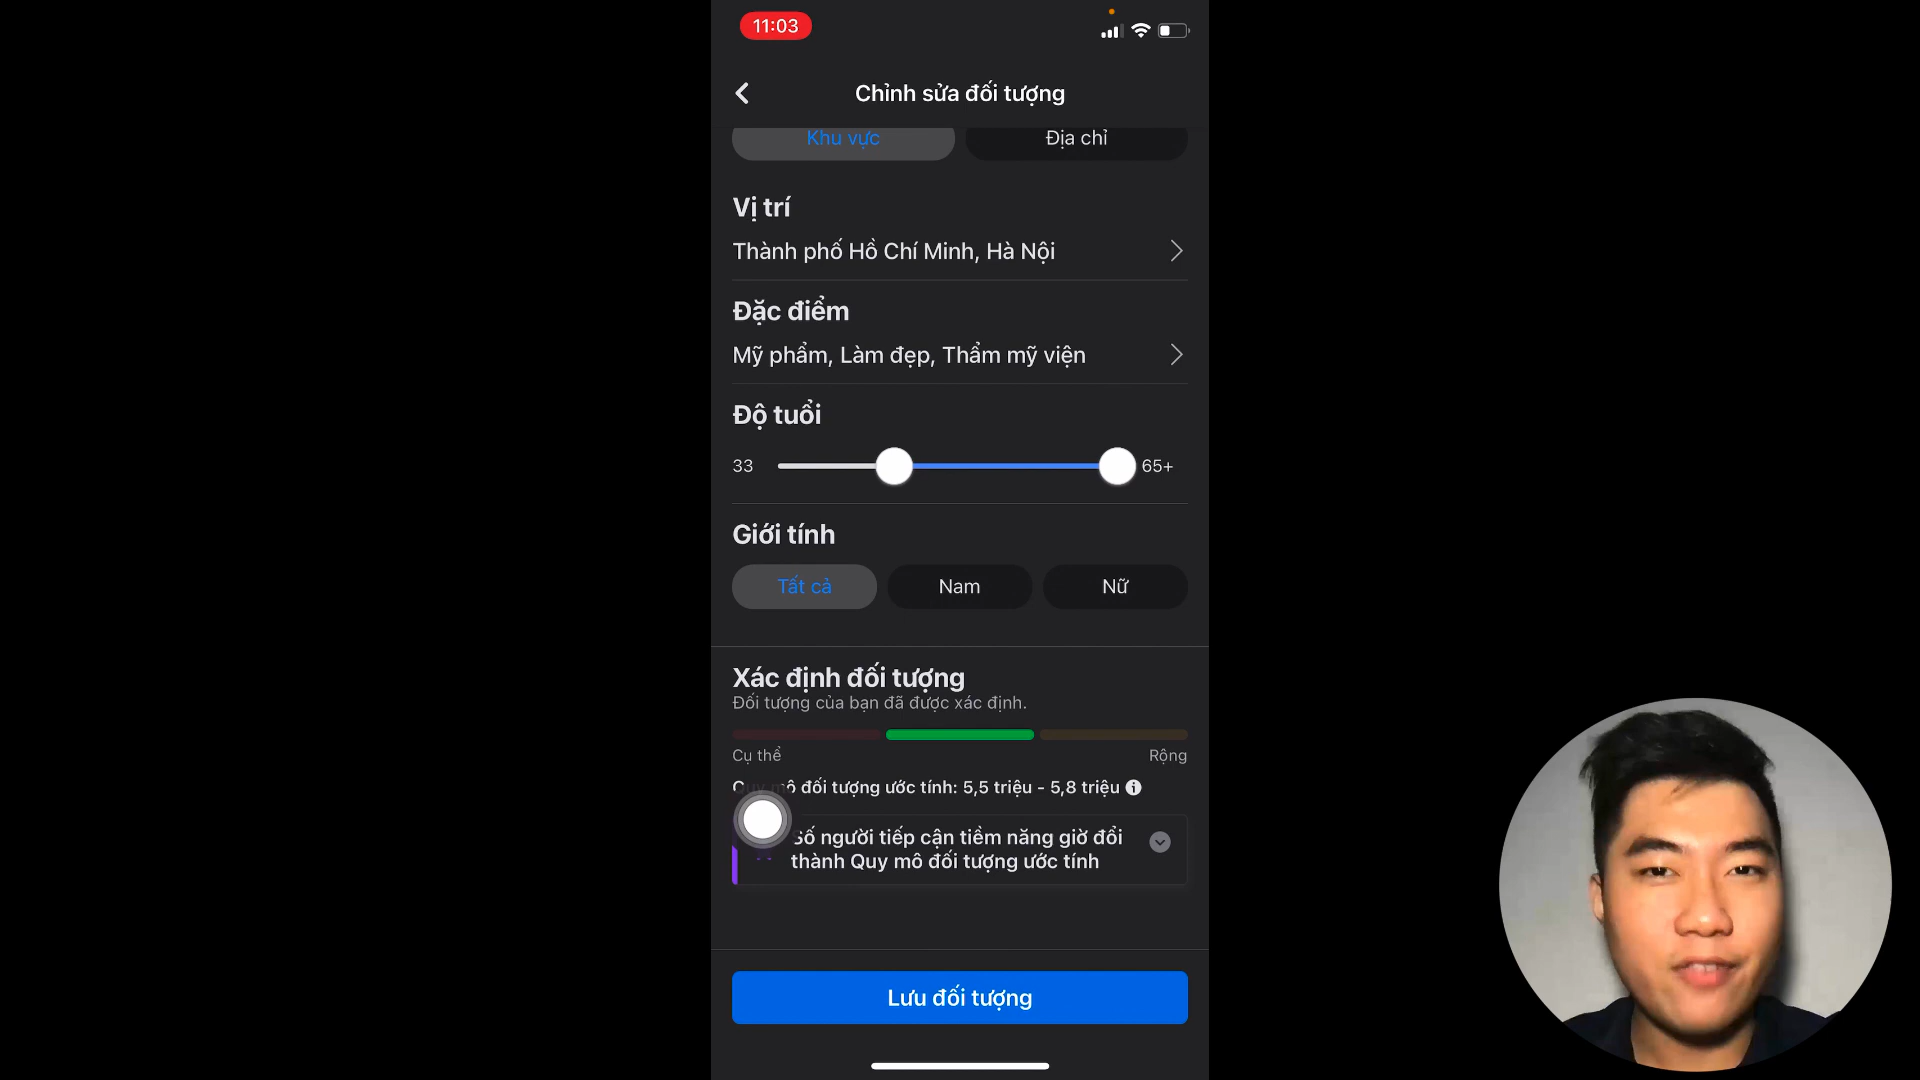 11:03
Chỉnh sửa đối tượng
Khu vực
Địa chỉ
Vị trí
Thành phố Hồ Chí Minh, Hà Nội
Đặc điểm
Mỹ phẩm, Làm đẹp, Thẩm mỹ viện
Độ tuổi
33
65+
Giới tính
Tất cả
Nam
Nữ
Xác định đối tượng
Đối tượng của bạn đã được xác định.
Cụ thể
Rộng
mô đối tượng ước tính: 5,5 triệu - 5,8 triệu
Số người tiếp cận tiềm năng giờ đổi
thành Quy mô đối tượng ước tính
Lưu đối tượng